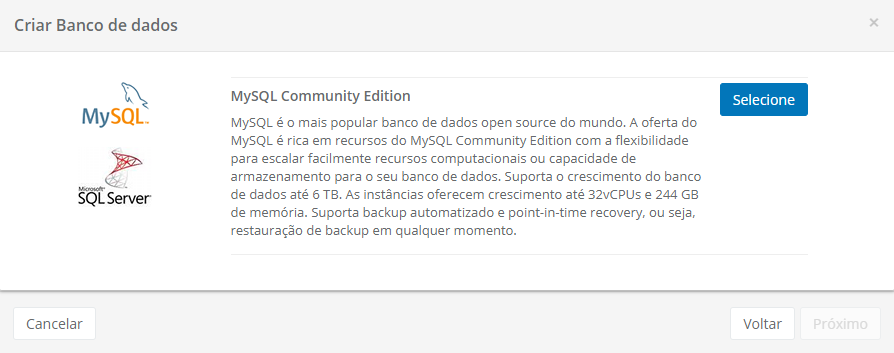 Criar Banco de dados
×
MySQL™
Microsoft®
SQL Server®
MySQL Community Edition
Selecione
MySQL é o mais popular banco de dados open source do mundo. A oferta do
MySQL é rica em recursos do MySQL Community Edition com a flexibilidade
para escalar facilmente recursos computacionais ou capacidade de
armazenamento para o seu banco de dados. Suporta o crescimento do banco
de dados até 6 TB. As instâncias oferecem crescimento até 32vCPUs e 244 GB
de memória. Suporta backup automatizado e point-in-time recovery, ou seja,
restauração de backup em qualquer momento.
Cancelar
Voltar
Próximo